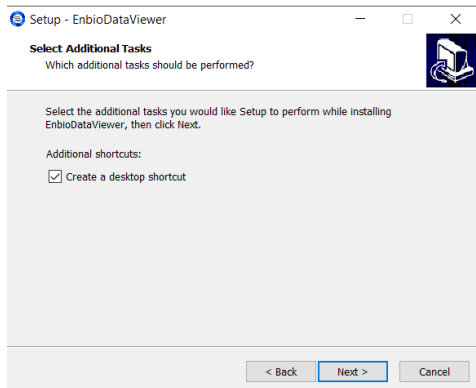 Setup - EnbioDataViewer
Select Additional Tasks
Which additional tasks should be performed?
Select the additional tasks you would like Setup to perform while installing
EnbioDataViewer, then click Next.
Additional shortcuts:
Create a desktop shortcut
< Back Next > Cancel